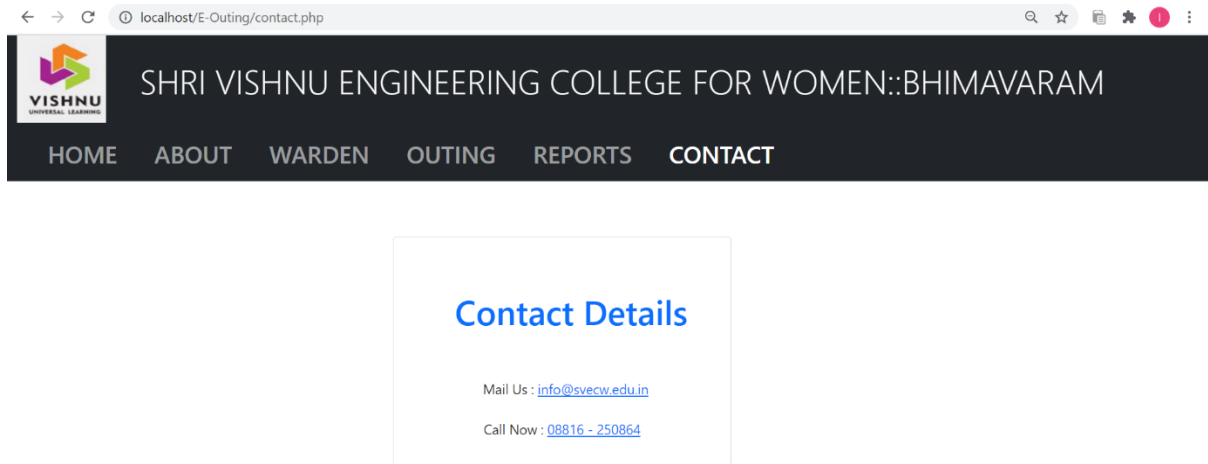 localhost/E-Outing/contact.php
I
VISHNU
UNIVERSAL LEARNING
SHRI VISHNU ENGINEERING COLLEGE FOR WOMEN::BHIMAVARAM
HOME ABOUT WARDEN OUTING REPORTS CONTACT
Contact Details
Mail Us : info@svecw.edu.in
Call Now : 08816 - 250864